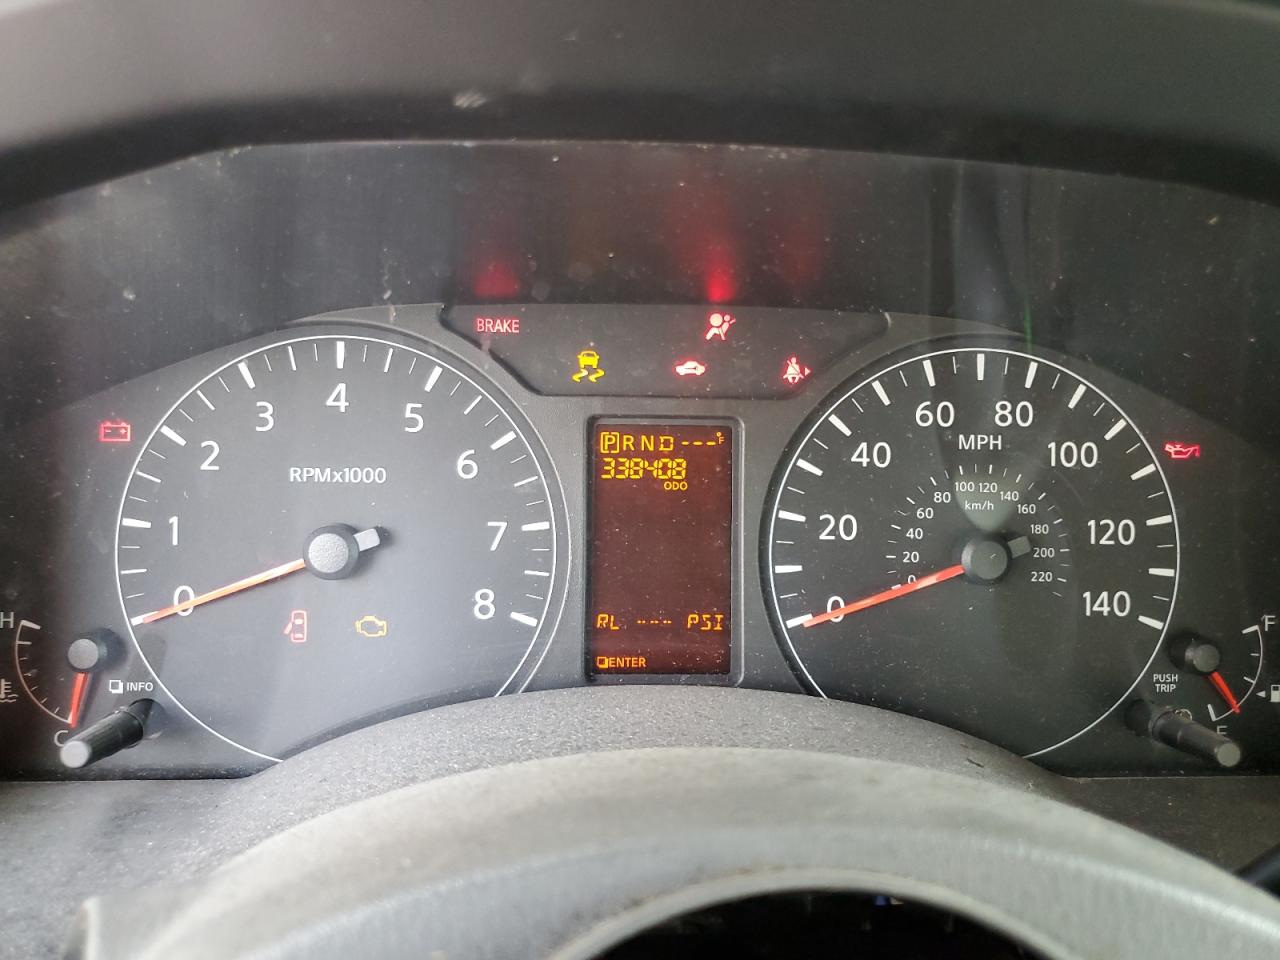 BRAKE
0
1
2
3
4
5
6
7
8
RPMx1000
H
C
INFO
P R N D ---°F
338408
ODO
RL --- PSI
ENTER
0
20
40
60
80
100
120
140
MPH
0
20
40
60
80
100
120
140
160
180
200
220
km/h
F
E
PUSH
TRIP